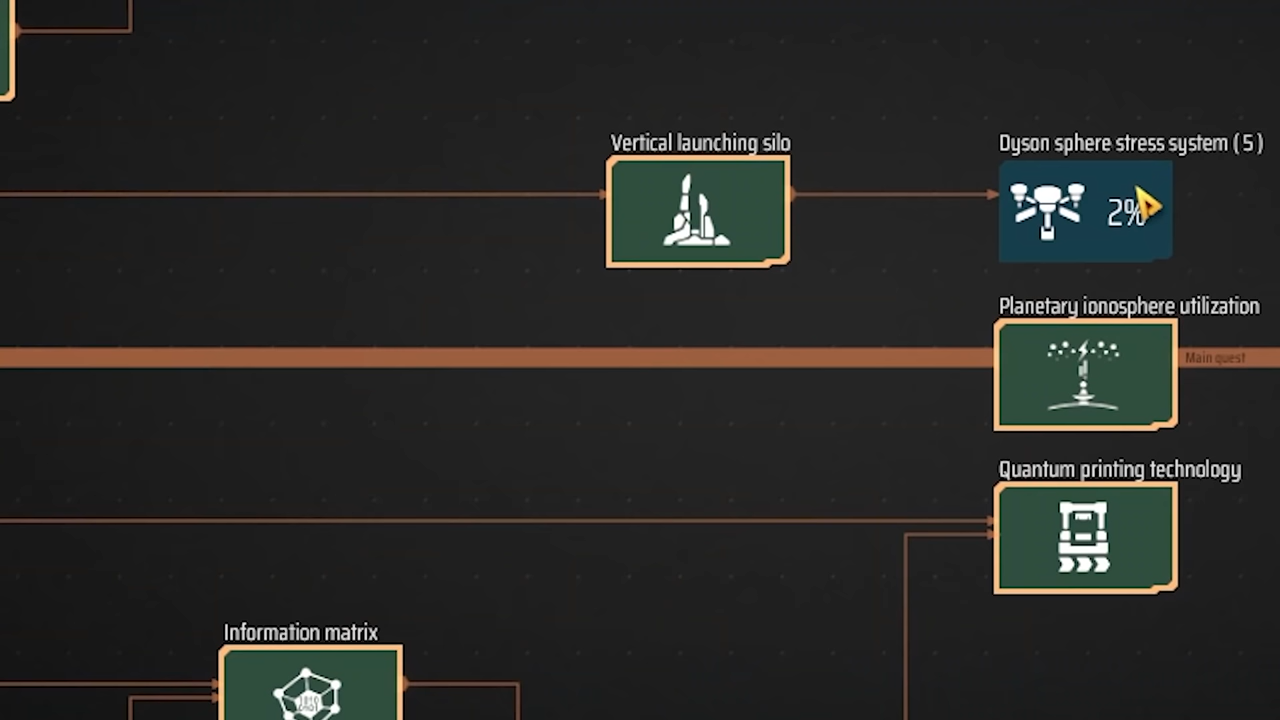 Vertical launching silo
Dyson sphere stress system ( 5 )
2%
Planetary ionosphere utilization
Main quest
Quantum printing technology
Information matrix